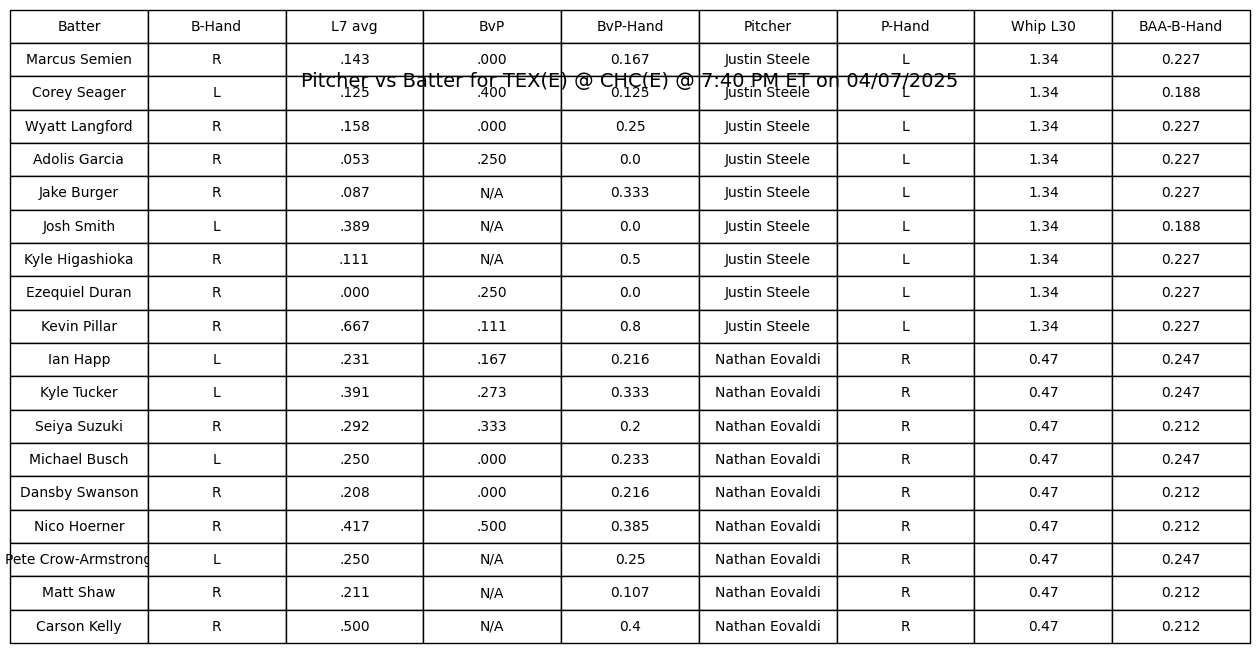 Batter B-Hand L7 avg BvP BvP-Hand Pitcher P-Hand Whip L30 BAA-B-Hand
Marcus Semien R .143 .000 0.167 Justin Steele L 1.34 0.227
Pitcher vs Batter for TEX(E) @ CHC(E) @ 7:40 PM ET on 04/07/2025
Corey Seager L .125 .400 0.125 Justin Steele L 1.34 0.188
Wyatt Langford R .158 .000 0.25 Justin Steele L 1.34 0.227
Adolis Garcia R .053 .250 0.0 Justin Steele L 1.34 0.227
Jake Burger R .087 N/A 0.333 Justin Steele L 1.34 0.227
Josh Smith L .389 N/A 0.0 Justin Steele L 1.34 0.188
Kyle Higashioka R .111 N/A 0.5 Justin Steele L 1.34 0.227
Ezequiel Duran R .000 .250 0.0 Justin Steele L 1.34 0.227
Kevin Pillar R .667 .111 0.8 Justin Steele L 1.34 0.227
Ian Happ L .231 .167 0.216 Nathan Eovaldi R 0.47 0.247
Kyle Tucker L .391 .273 0.333 Nathan Eovaldi R 0.47 0.247
Seiya Suzuki R .292 .333 0.2 Nathan Eovaldi R 0.47 0.212
Michael Busch L .250 .000 0.233 Nathan Eovaldi R 0.47 0.247
Dansby Swanson R .208 .000 0.216 Nathan Eovaldi R 0.47 0.212
Nico Hoerner R .417 .500 0.385 Nathan Eovaldi R 0.47 0.212
Pete Crow-Armstrong L .250 N/A 0.25 Nathan Eovaldi R 0.47 0.247
Matt Shaw R .211 N/A 0.107 Nathan Eovaldi R 0.47 0.212
Carson Kelly R .500 N/A 0.4 Nathan Eovaldi R 0.47 0.212